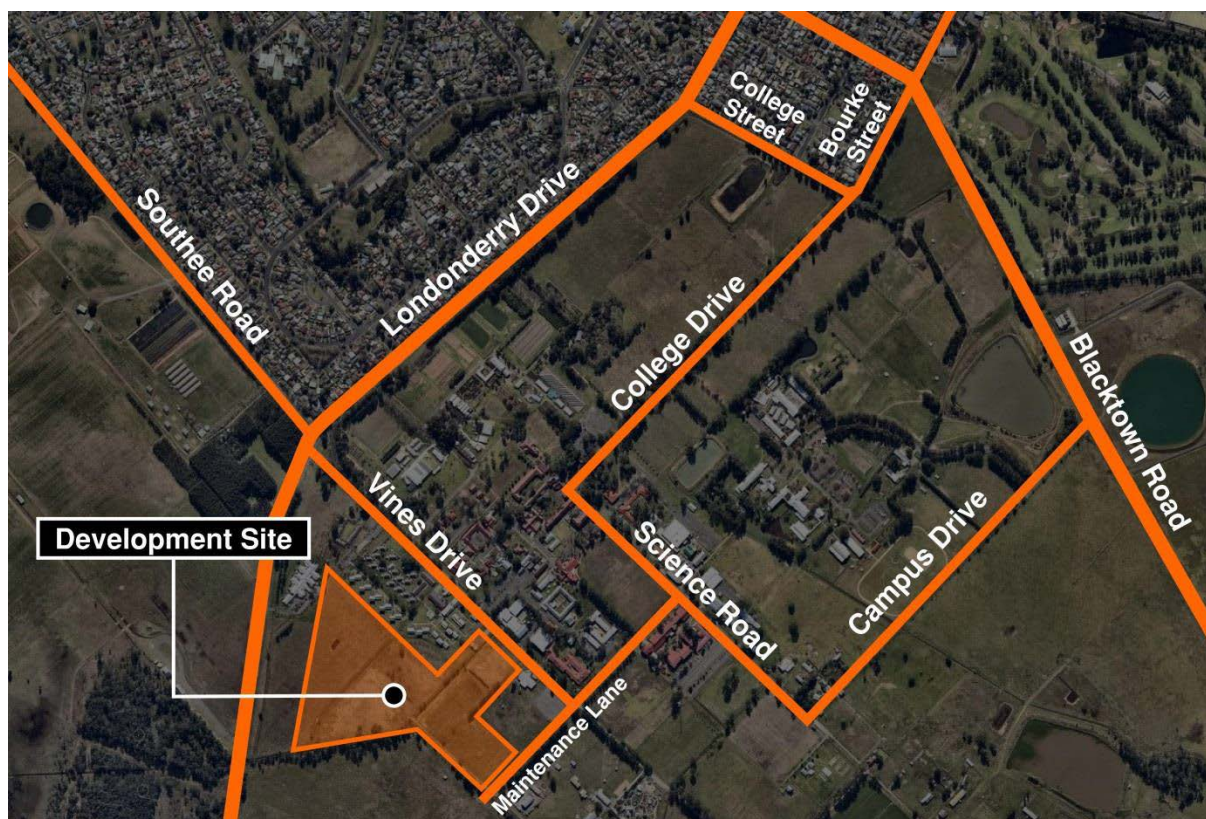 College
Street
Bourke
Street
Southee Road
Londonderry Drive
College Drive
Blacktown Road
Vines Drive
Development Site
Science Road
Campus Drive
Maintenance Lane